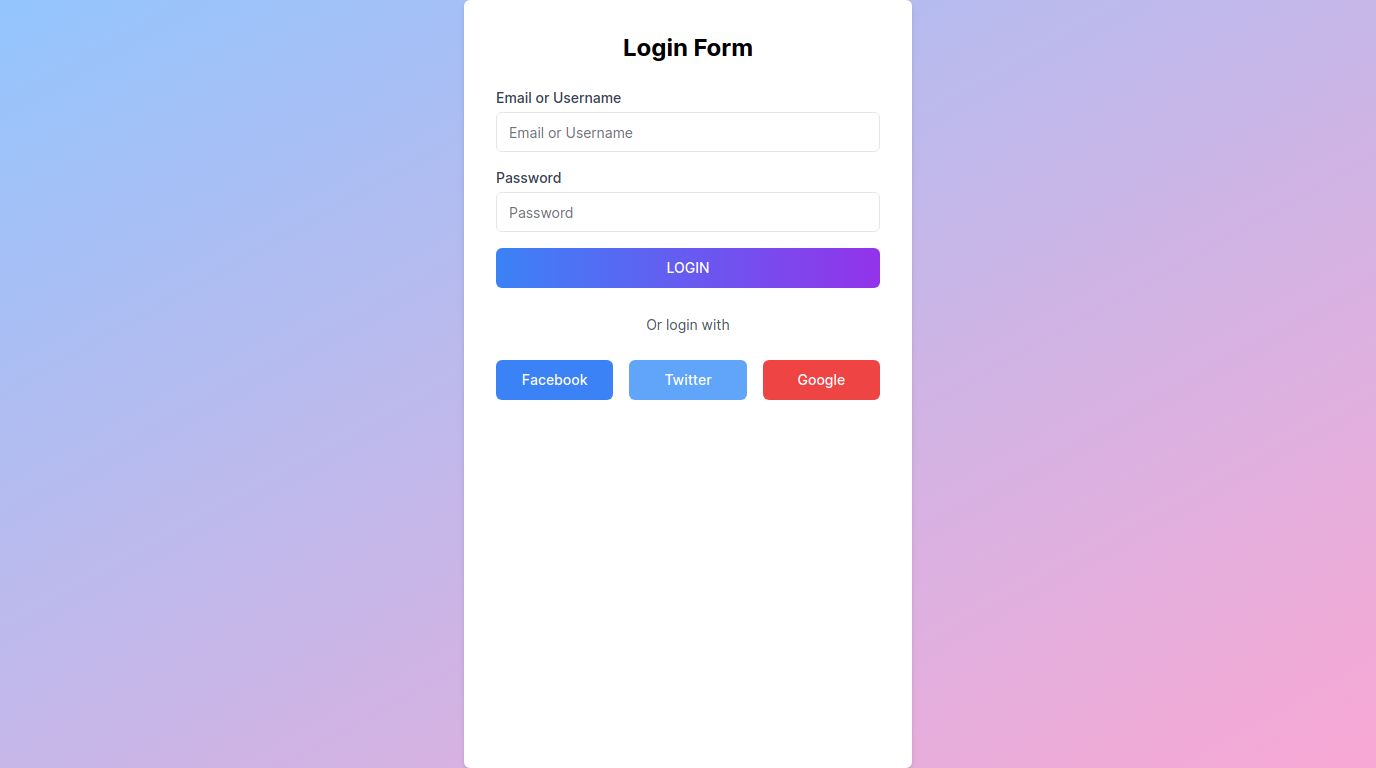 Login Form
Email or Username
Email or Username
Password
Password
LOGIN
Or login with
Facebook Twitter Google